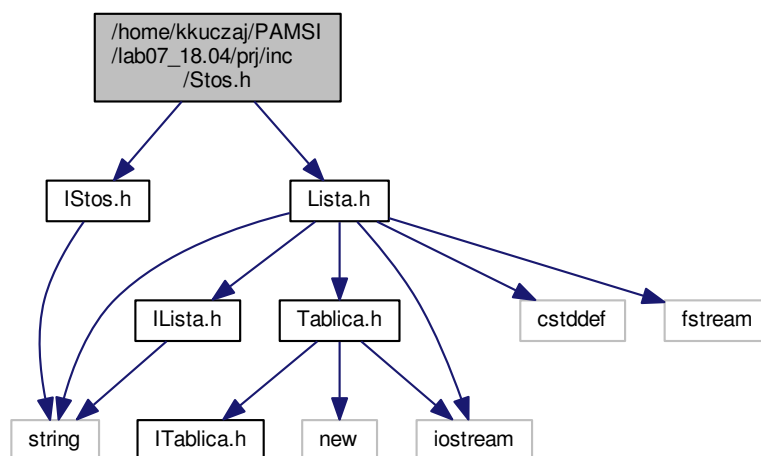 /home/kkuczaj/PAMSI
/lab07_18.04/prj/inc
/Stos.h
IStos.h
Lista.h
ILista.h
Tablica.h
cstddef
fstream
string
ITablica.h
new
iostream